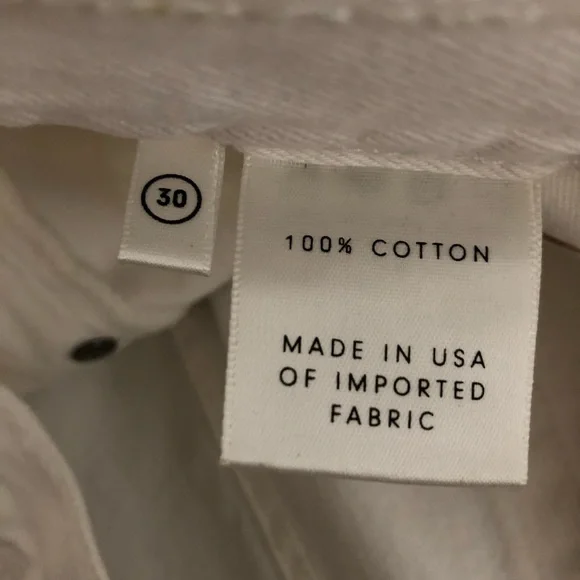 30
100% COTTON
MADE IN USA
OF IMPORTED
FABRIC